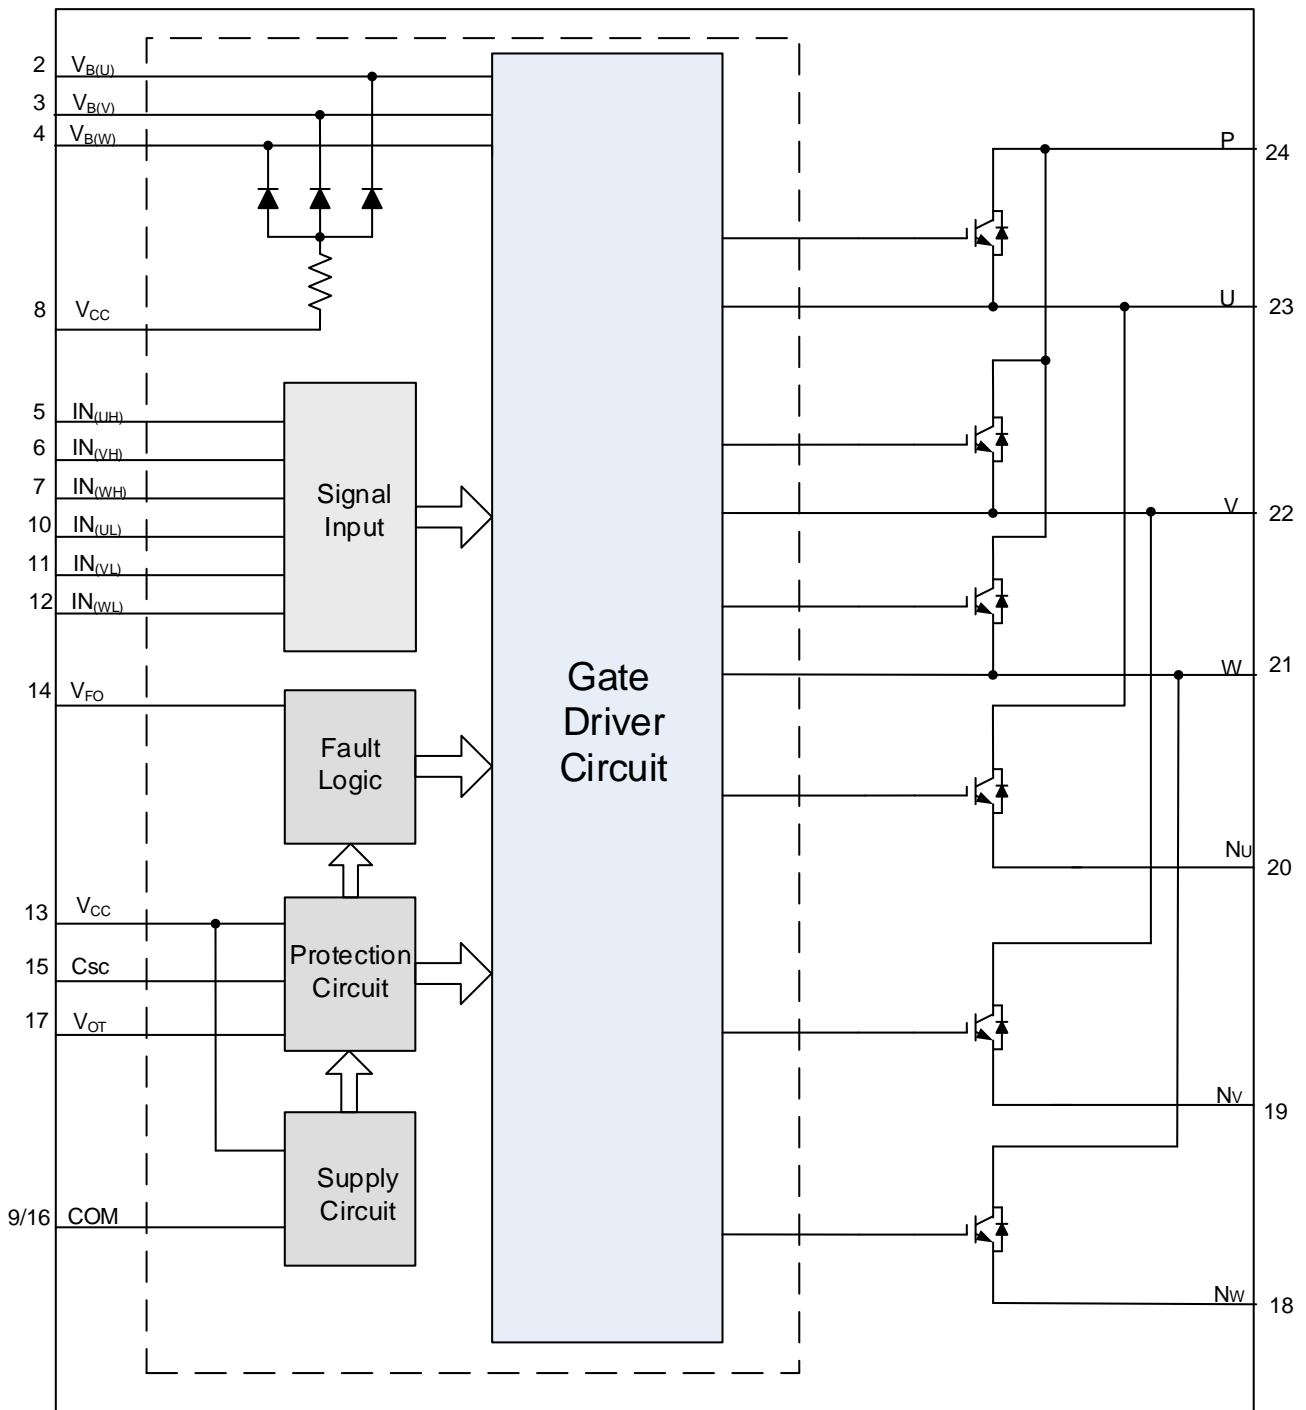 2 VB(U)
3 VB(V)
4 VB(W)
8 VCC
5 IN(UH)
6 IN(VH)
7 IN(WH)
10 IN(UL)
11 IN(VL)
12 IN(WL)
14 VFO
13 VCC
15 Csc
17 VOT
9/16 COM
Signal
Input
Fault
Logic
Protection
Circuit
Supply
Circuit
Gate
Driver
Circuit
P 24
U 23
V 22
W 21
NU 20
NV 19
NW 18